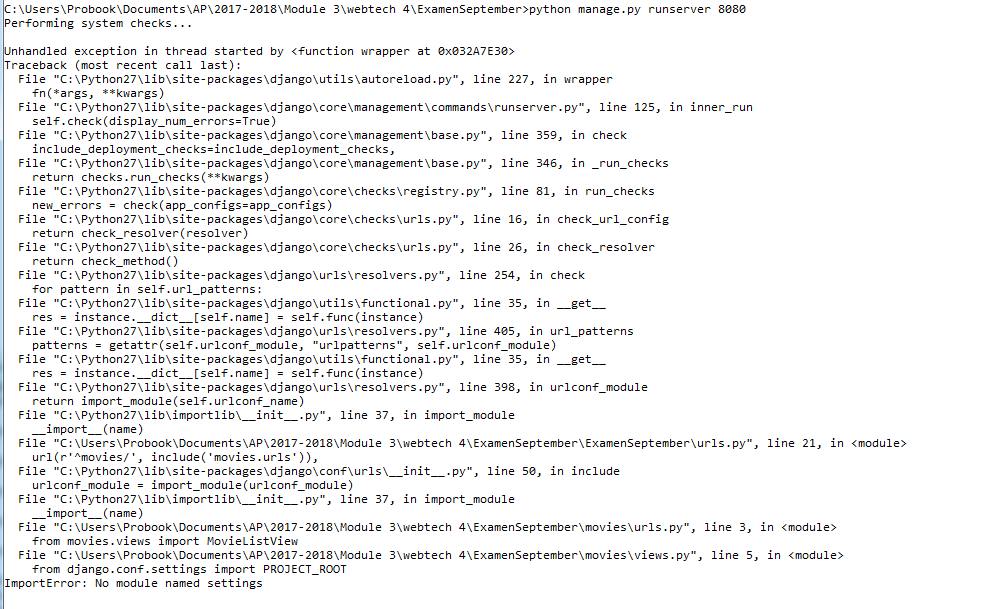 C:\Users\Probook\Documents\AP\2017-2018\Module 3\webtech 4\ExamenSeptember>python manage.py runserver 8080
Performing system checks...
Unhandled exception in thread started by <function wrapper at 0x032A7E30>
Traceback (most recent call last):
File "C:\Python27\lib\site-packages\django\utils\autoreload.py", line 227, in wrapper
fn(*args, **kwargs)
File "C:\Python27\lib\site-packages\django\core\management\commands\runserver.py", line 125, in inner_run
self.check(display_num_errors=True)
File "C:\Python27\lib\site-packages\django\core\management\base.py", line 359, in check
include_deployment_checks=include_deployment_checks,
File "C:\Python27\lib\site-packages\django\core\management\base.py", line 346, in _run_checks
return checks.run_checks(**kwargs)
File "C:\Python27\lib\site-packages\django\core\checks\registry.py", line 81, in run_checks
new_errors = check(app_configs=app_configs)
File "C:\Python27\lib\site-packages\django\core\checks\urls.py", line 16, in check_url_config
return check_resolver(resolver)
File "C:\Python27\lib\site-packages\django\core\checks\urls.py", line 26, in check_resolver
return check_method()
File "C:\Python27\lib\site-packages\django\urls\resolvers.py", line 254, in check
for pattern in self.url_patterns:
File "C:\Python27\lib\site-packages\django\utils\functional.py", line 35, in __get__
res = instance.__dict__[self.name] = self.func(instance)
File "C:\Python27\lib\site-packages\django\urls\resolvers.py", line 405, in url_patterns
patterns = getattr(self.urlconf_module, "urlpatterns", self.urlconf_module)
File "C:\Python27\lib\site-packages\django\utils\functional.py", line 35, in __get__
res = instance.__dict__[self.name] = self.func(instance)
File "C:\Python27\lib\site-packages\django\urls\resolvers.py", line 398, in urlconf_module
return import_module(self.urlconf_name)
File "C:\Python27\lib\importlib\__init__.py", line 37, in import_module
__import__(name)
File "C:\Users\Probook\Documents\AP\2017-2018\Module 3\webtech 4\ExamenSeptember\ExamenSeptember\urls.py", line 21, in <module>
url(r'^movies/', include('movies.urls')),
File "C:\Python27\lib\site-packages\django\conf\urls\__init__.py", line 50, in include
urlconf_module = import_module(urlconf_module)
File "C:\Python27\lib\importlib\__init__.py", line 37, in import_module
__import__(name)
File "C:\Users\Probook\Documents\AP\2017-2018\Module 3\webtech 4\ExamenSeptember\movies\urls.py", line 3, in <module>
from movies.views import MovieListView
File "C:\Users\Probook\Documents\AP\2017-2018\Module 3\webtech 4\ExamenSeptember\movies\views.py", line 5, in <module>
from django.conf.settings import PROJECT_ROOT
ImportError: No module named settings